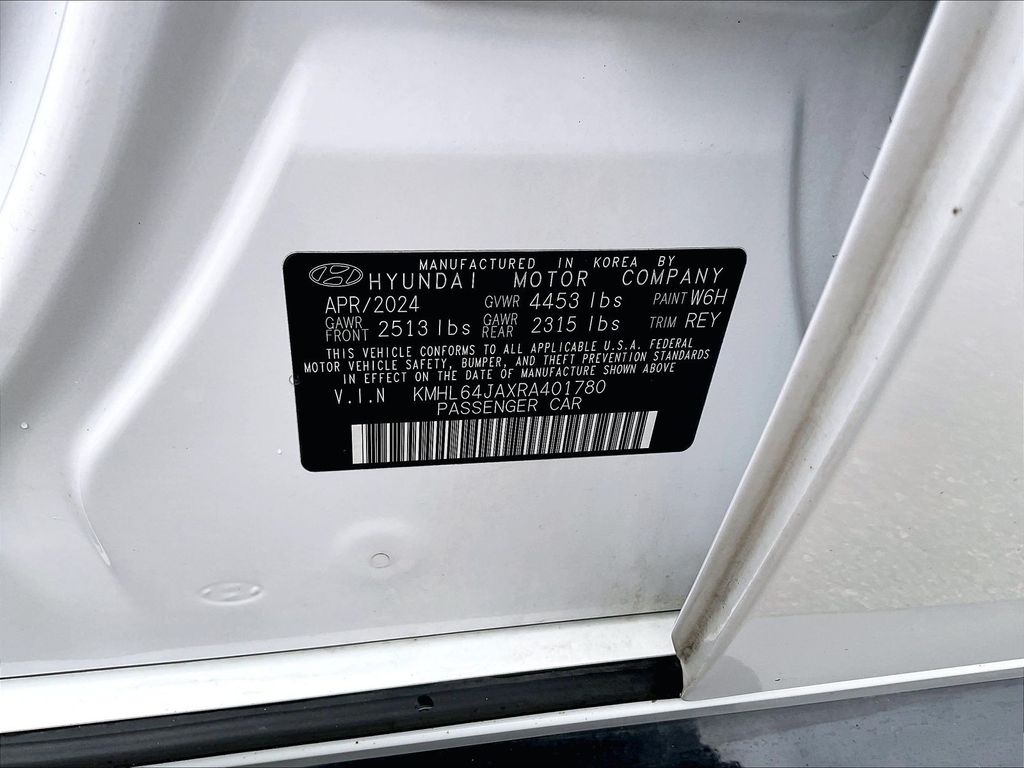 MANUFACTURED IN KOREA BY
HYUNDAI MOTOR COMPANY
APR/2024 GVWR 4453 lbs PAINT W6H
GAWR FRONT 2513 lbs GAWR REAR 2315 lbs TRIM REY
THIS VEHICLE CONFORMS TO ALL APPLICABLE U.S.A. FEDERAL
MOTOR VEHICLE SAFETY, BUMPER, AND THEFT PREVENTION STANDARDS
IN EFFECT ON THE DATE OF MANUFACTURE SHOWN ABOVE
V.I.N KMHL64JAXRA401780
PASSENGER CAR